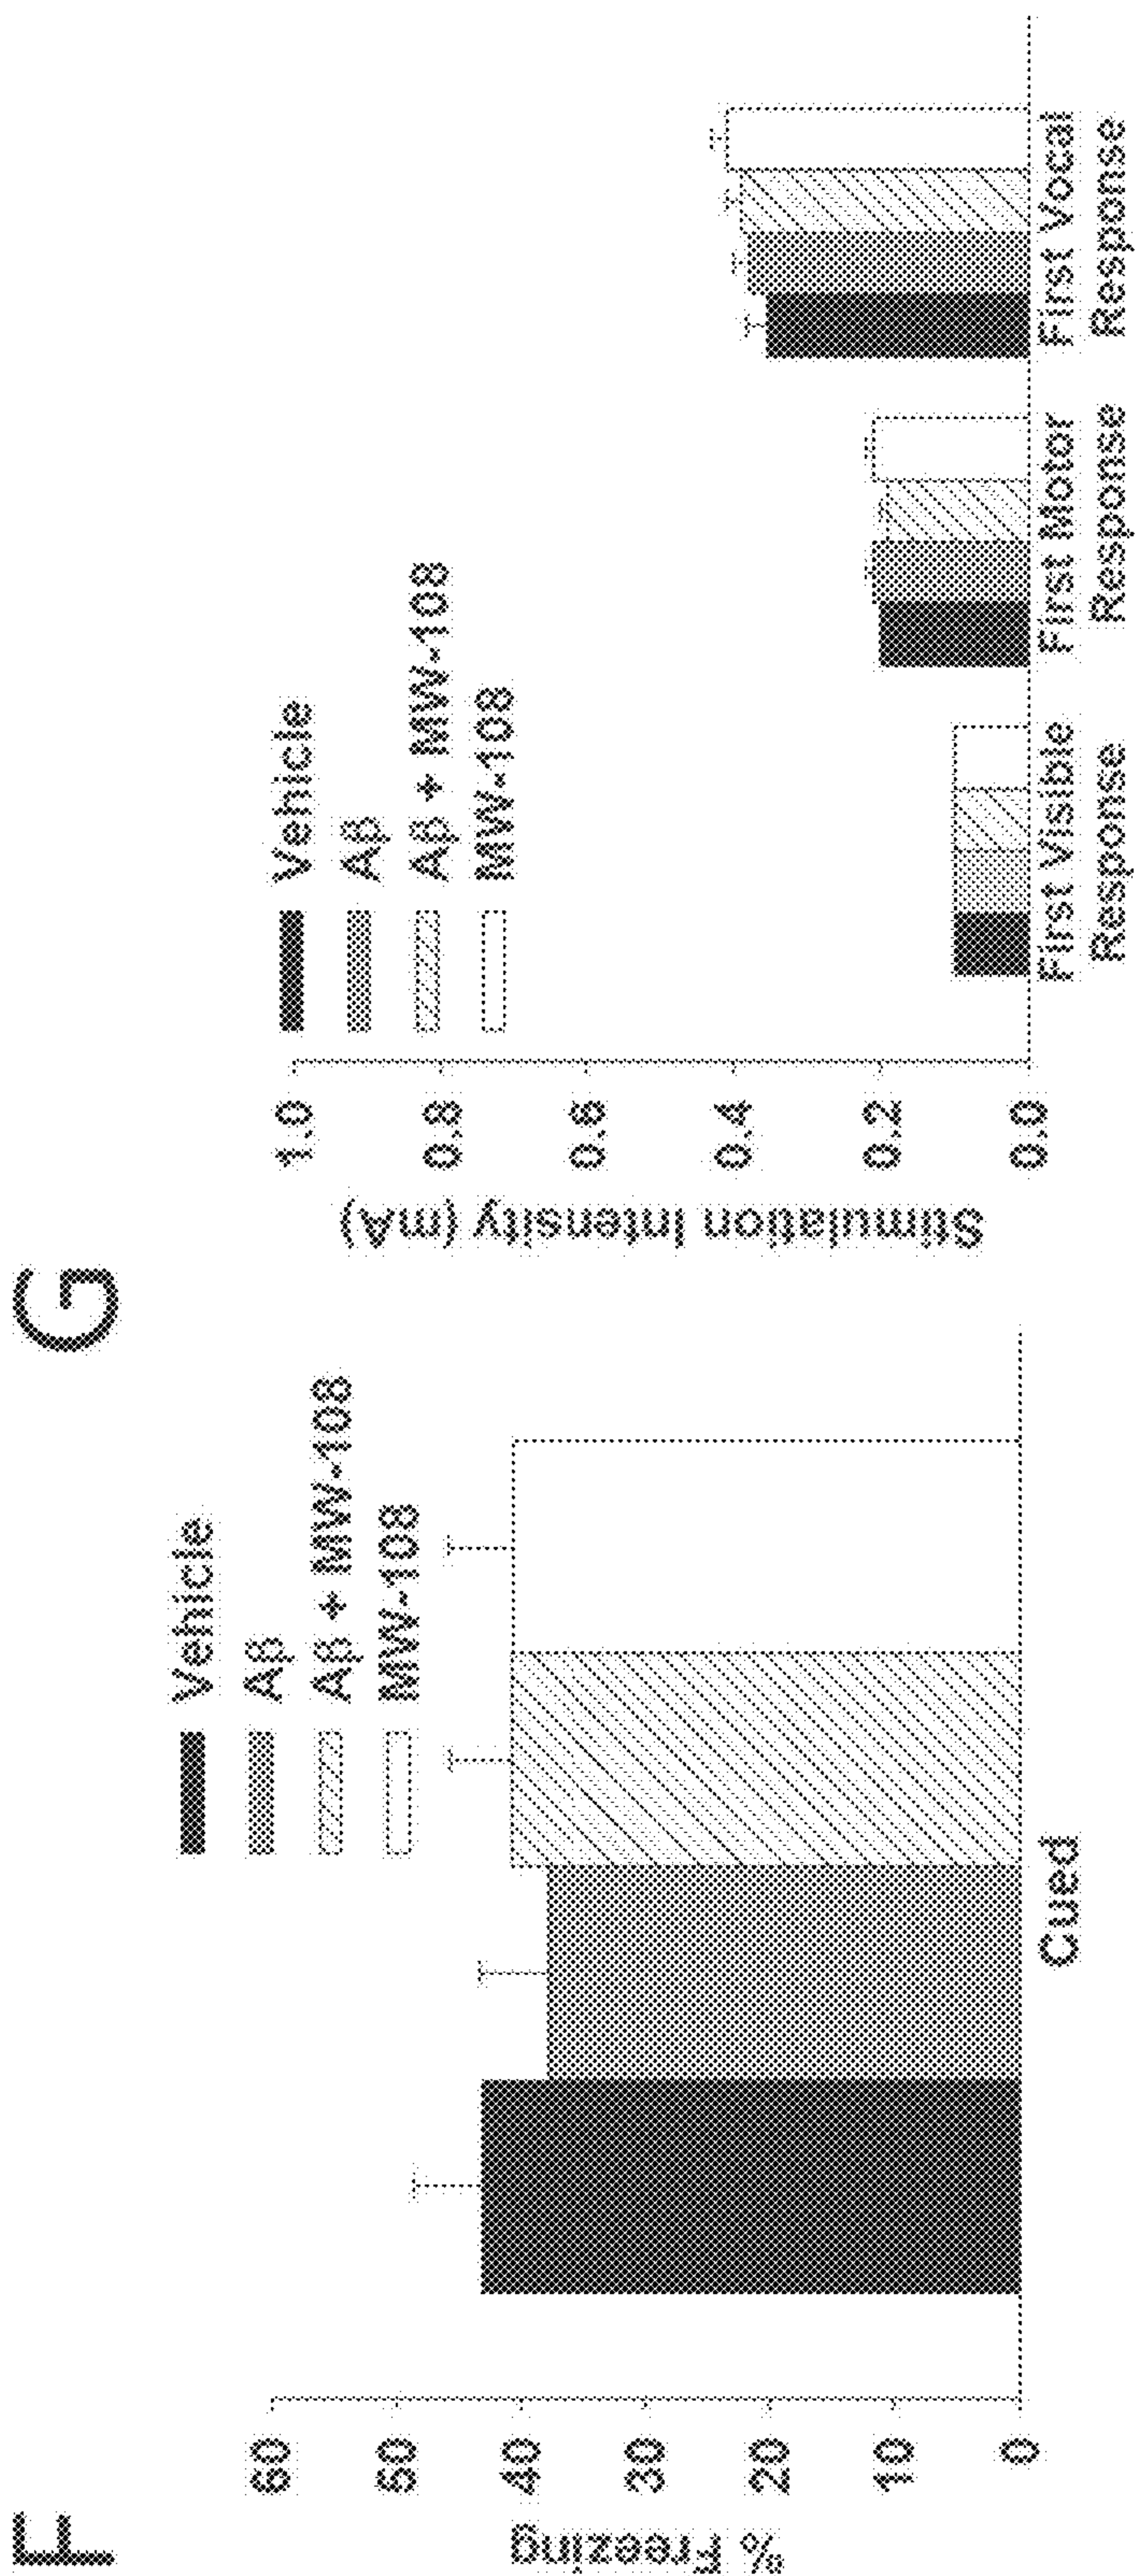 F
% Freezing
60
50
40
30
20
10
0
Vehicle
Aβ
Aβ + MW-108
MW-108
Cued
G
Stimulation Intensity (mA)
1.0
0.8
0.6
0.4
0.2
0.0
Vehicle
Aβ
Aβ + MW-108
MW-108
First Visible
Response
First Motor
Response
First Vocal
Response